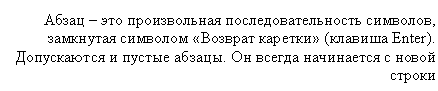 Абзац – это произвольная последовательность символов,
замкнутая символом «Возврат каретки» (клавиша Enter).
Допускаются и пустые абзацы. Он всегда начинается с новой
строки